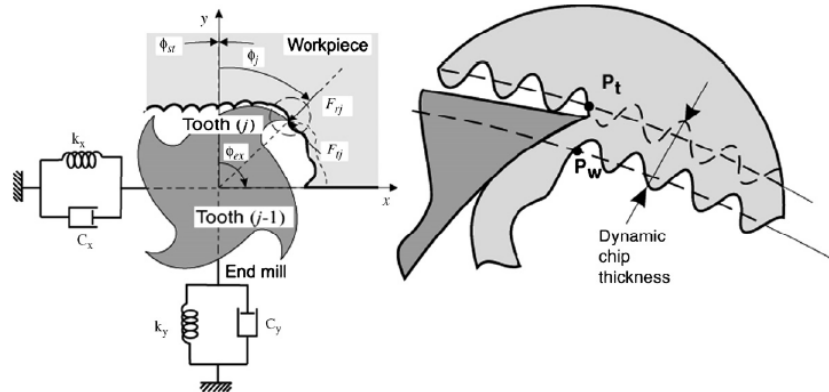 y
ϕst
ϕj
Workpiece
Frj
Tooth (j)
Ftj
ϕex
kx
x
Cx
Tooth (j-1)
End mill
ky
Cy
Pt
Pw
Dynamic
chip
thickness